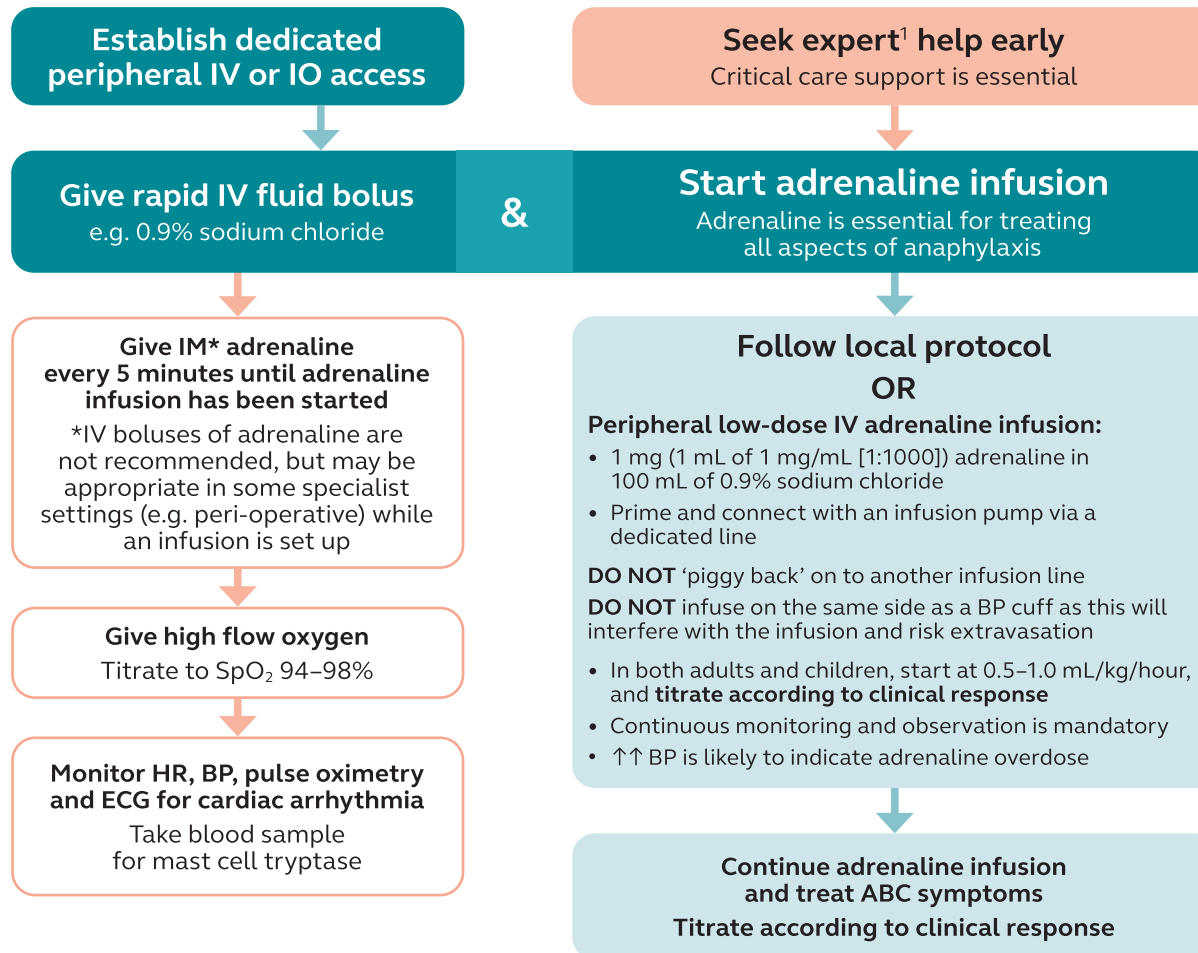 Establish dedicated
peripheral IV or IO access
Seek expert¹ help early
Critical care support is essential
Give rapid IV fluid bolus
e.g. 0.9% sodium chloride
&
Start adrenaline infusion
Adrenaline is essential for treating
all aspects of anaphylaxis
Give IM* adrenaline
every 5 minutes until adrenaline
infusion has been started
*IV boluses of adrenaline are
not recommended, but may be
appropriate in some specialist
settings (e.g. peri-operative) while
an infusion is set up
Give high flow oxygen
Titrate to SpO₂ 94–98%
Monitor HR, BP, pulse oximetry
and ECG for cardiac arrhythmia
Take blood sample
for mast cell tryptase
Follow local protocol
OR
Peripheral low-dose IV adrenaline infusion:
• 1 mg (1 mL of 1 mg/mL [1:1000]) adrenaline in
100 mL of 0.9% sodium chloride
• Prime and connect with an infusion pump via a
dedicated line
DO NOT ‘piggy back’ on to another infusion line
DO NOT infuse on the same side as a BP cuff as this will
interfere with the infusion and risk extravasation
• In both adults and children, start at 0.5–1.0 mL/kg/hour,
and titrate according to clinical response
• Continuous monitoring and observation is mandatory
• ↑↑ BP is likely to indicate adrenaline overdose
Continue adrenaline infusion
and treat ABC symptoms
Titrate according to clinical response